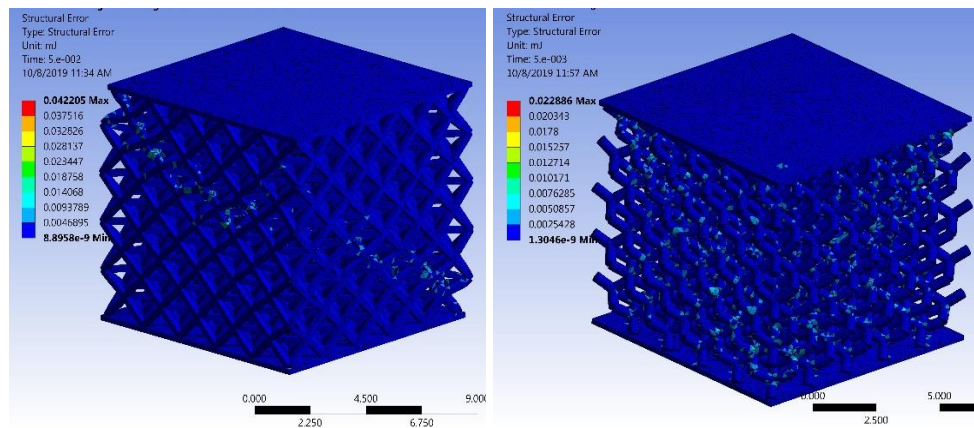 Structural Error
Type: Structural Error
Unit: mJ
Time: 5.e-002
10/8/2019 11:34 AM
0.042205 Max
0.037516
0.032826
0.028137
0.023447
0.018758
0.014068
0.0093789
0.0046895
8.8958e-9 Min
0.000
4.500
9.000
2.250
6.750
Structural Error
Type: Structural Error
Unit: mJ
Time: 5.e-003
10/8/2019 11:57 AM
0.022886 Max
0.020343
0.0178
0.015257
0.012714
0.010171
0.0076285
0.0050857
0.0025428
1.3046e-9 Min
0.000
5.000
2.500